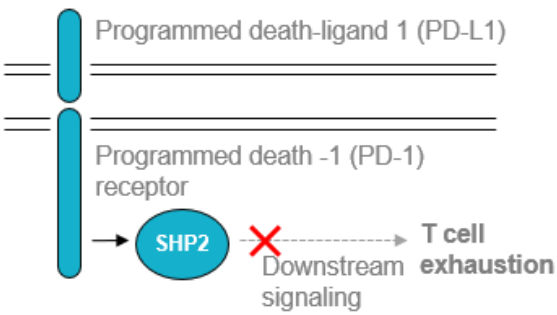 Programmed death-ligand 1 (PD-L1)
Programmed death -1 (PD-1)
receptor
SHP2
T cell
exhaustion
Downstream
signaling